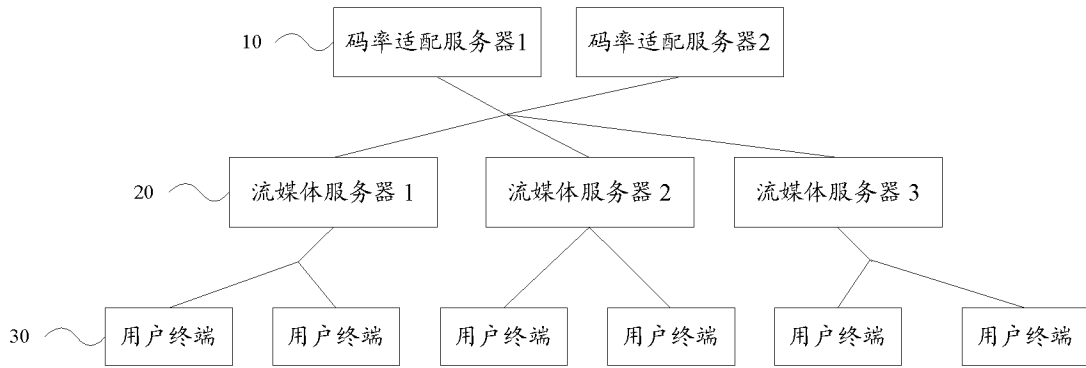 10 码率适配服务器1 码率适配服务器2
20 流媒体服务器 1 流媒体服务器 2 流媒体服务器 3
30 用户终端 用户终端 用户终端 用户终端 用户终端 用户终端